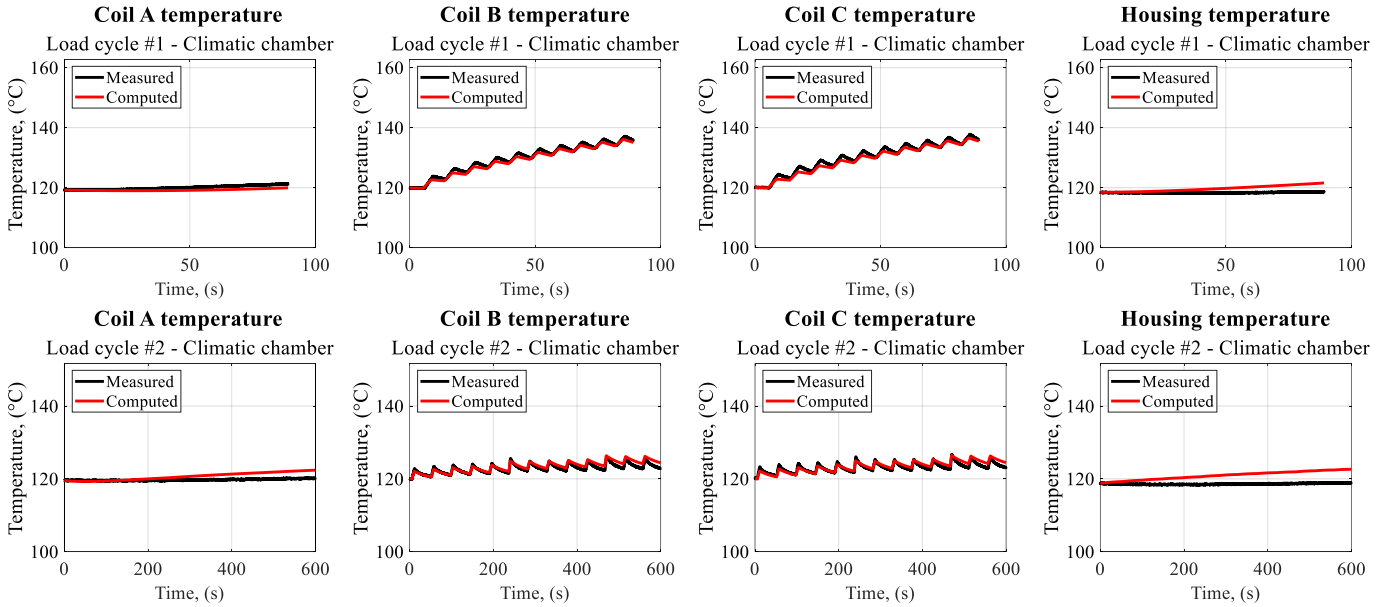 Coil A temperature
Load cycle #1 - Climatic chamber
Temperature, (°C)
160
140
120
100
Measured
Computed
0
50
100
Time, (s)
Coil B temperature
Load cycle #1 - Climatic chamber
Temperature, (°C)
160
140
120
100
Measured
Computed
0
50
100
Time, (s)
Coil C temperature
Load cycle #1 - Climatic chamber
Temperature, (°C)
160
140
120
100
Measured
Computed
0
50
100
Time, (s)
Housing temperature
Load cycle #1 - Climatic chamber
Temperature, (°C)
160
140
120
100
Measured
Computed
0
50
100
Time, (s)
Coil A temperature
Load cycle #2 - Climatic chamber
Temperature, (°C)
140
120
100
Measured
Computed
0
200
400
600
Time, (s)
Coil B temperature
Load cycle #2 - Climatic chamber
Temperature, (°C)
140
120
100
Measured
Computed
0
200
400
600
Time, (s)
Coil C temperature
Load cycle #2 - Climatic chamber
Temperature, (°C)
140
120
100
Measured
Computed
0
200
400
600
Time, (s)
Housing temperature
Load cycle #2 - Climatic chamber
Temperature, (°C)
140
120
100
Measured
Computed
0
200
400
600
Time, (s)